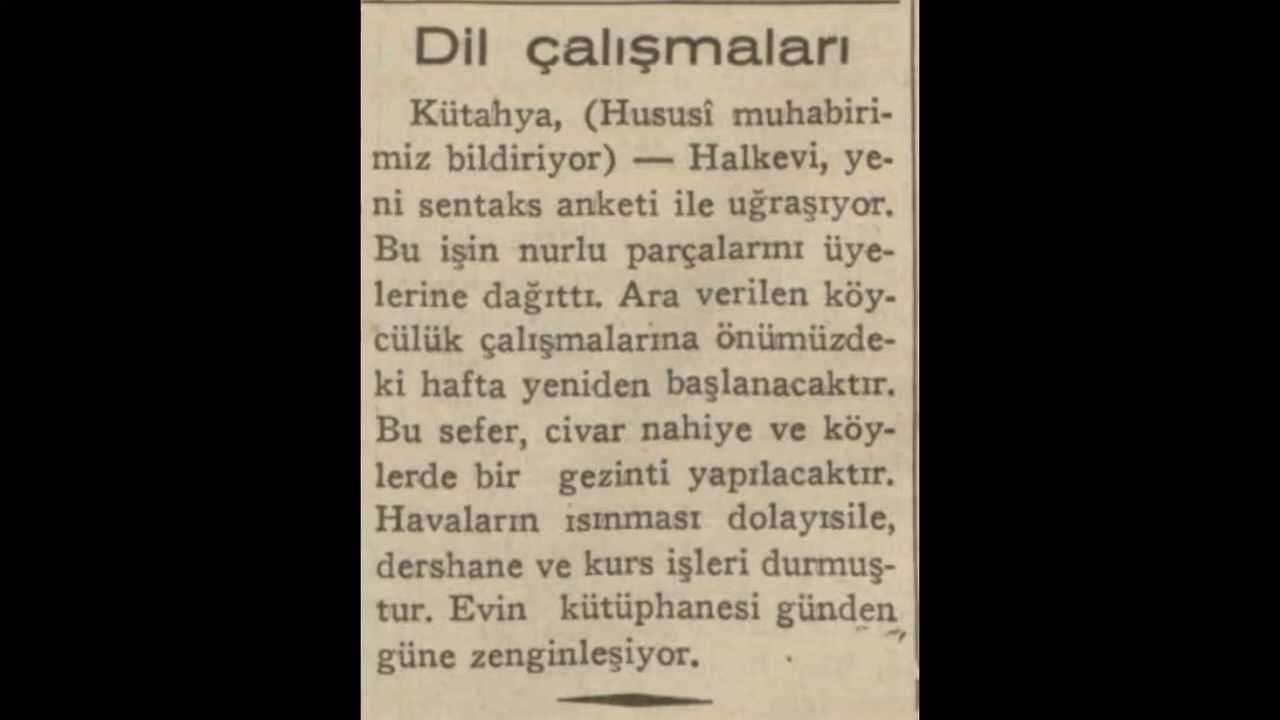 Dil çalışmaları
Kütahya, (Hususî muhabiri-
miz bildiriyor) — Halkevi, ye-
ni sentaks anketi ile uğraşıyor.
Bu işin nurlu parçalarını üye-
lerine dağıttı. Ara verilen köy-
cülük çalışmalarına önümüzde-
ki hafta yeniden başlanacaktır.
Bu sefer, civar nahiye ve köy-
lerde bir gezinti yapılacaktır.
Havaların ısınması dolayısile,
dershane ve kurs işleri durmuş-
tur. Evin kütüphanesi günden
güne zenginleşiyor.